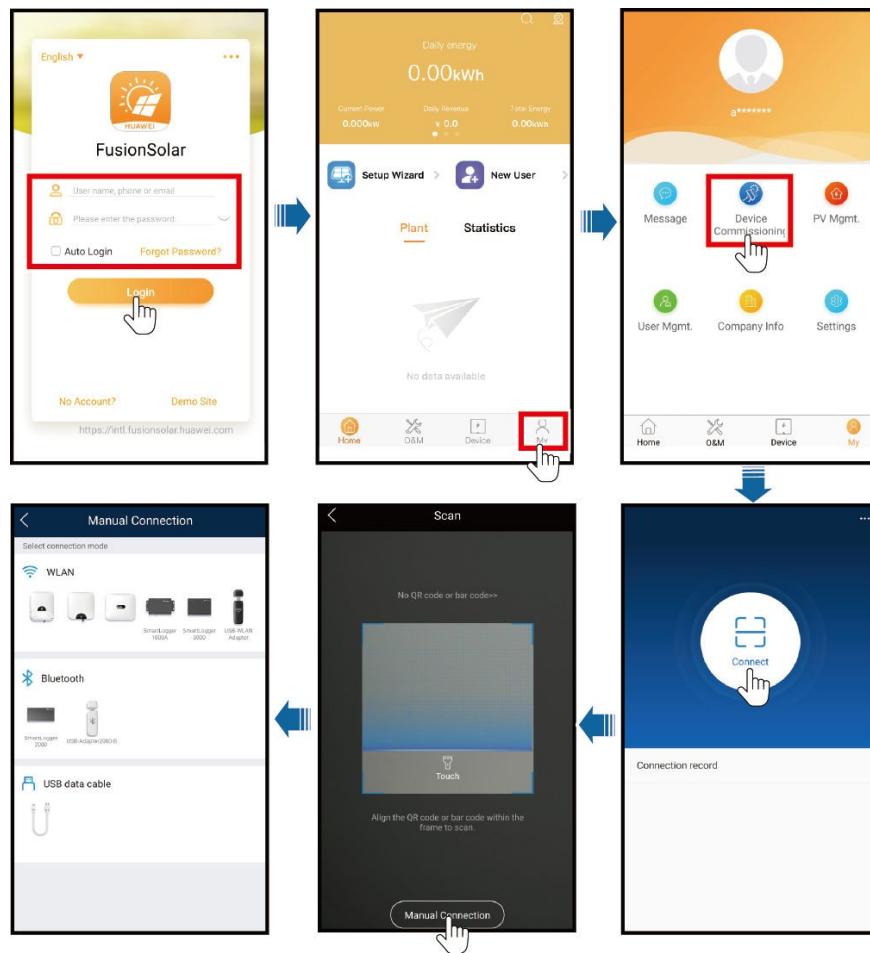 English ▼
HUAWEI
FusionSolar
User name, phone or email
Please enter the password.
Auto Login Forgot Password?
Login
No Account? Demo Site
https://intl.fusionsolar.huawei.com
Daily energy
0.00kWh
Current Power Daily Revenue Total Energy
0.000kW ¥ 0.0 0.00kWh
Setup Wizard > New User >
Plant Statistics
No data available
Home O&M Device My
a*******
Message Device Commissioning PV Mgmt.
User Mgmt. Company Info Settings
Home O&M Device My
Connect
Connection record
Scan
No QR code or bar code>>
Touch
Align the QR code or bar code within the
frame to scan.
Manual Connection
Manual Connection
Select connection mode
WLAN
SmartLogger SmartLogger USB-WLAN
1000A 3000 Adapter
Bluetooth
SmartLogger
2000 USB-Adapter2000-B
USB data cable